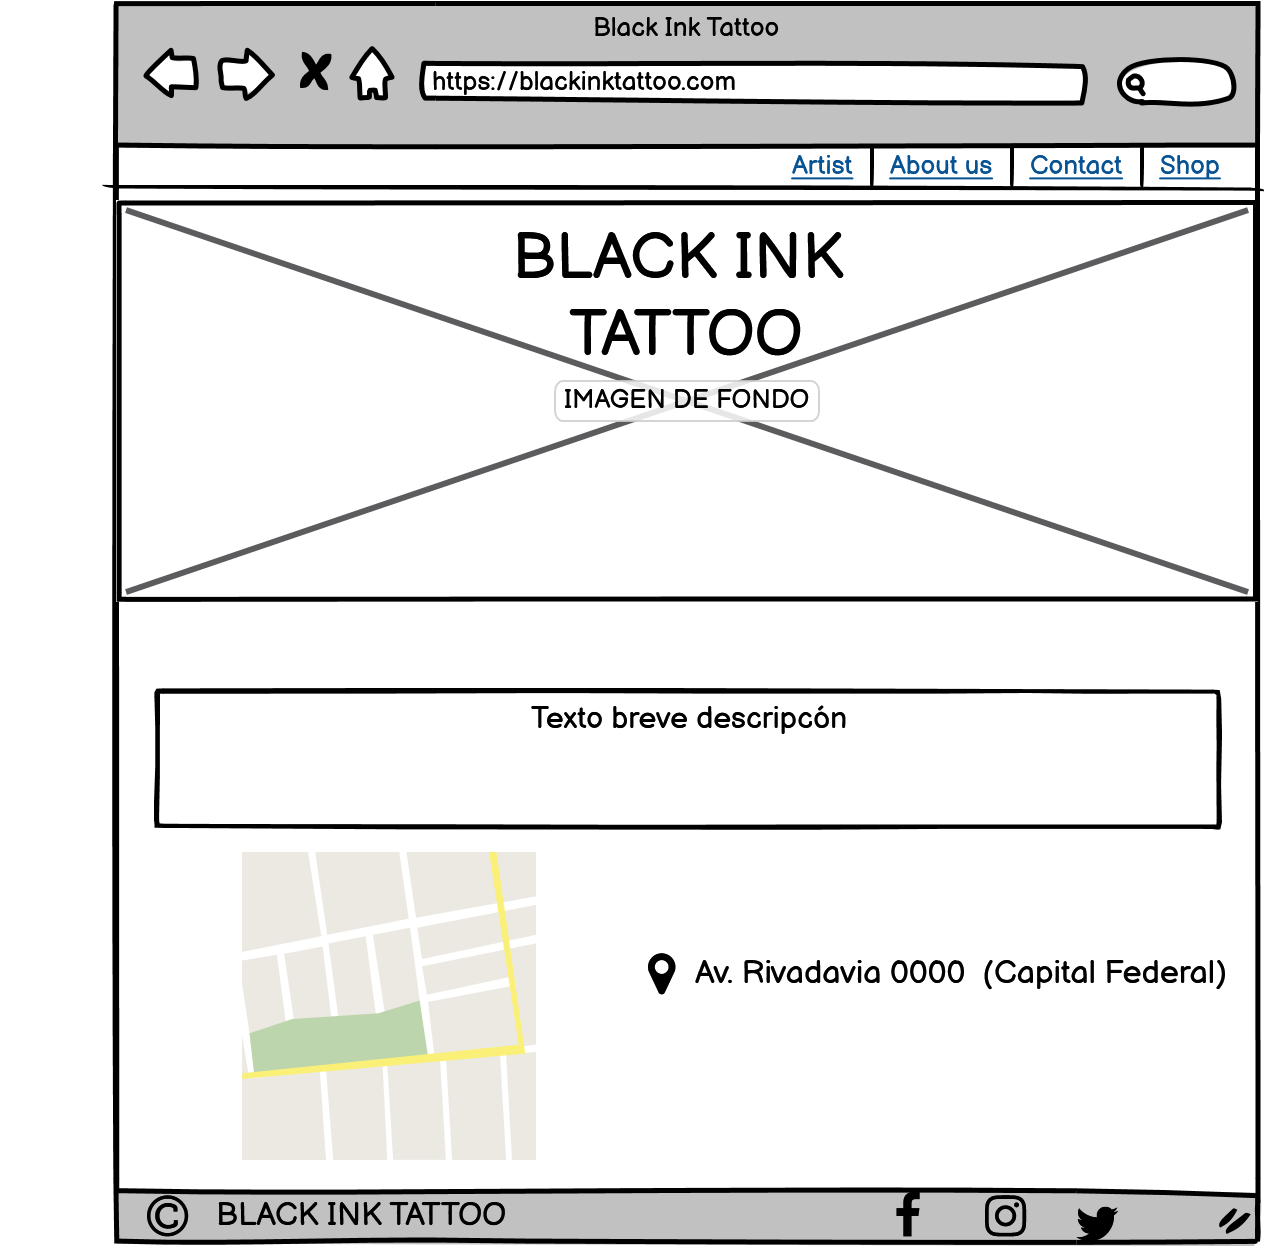 Black Ink Tattoo
https://blackinktattoo.com
Artist About us Contact Shop
BLACK INK
TATTOO
IMAGEN DE FONDO
Texto breve descripcón
Av. Rivadavia 0000 (Capital Federal)
© BLACK INK TATTOO